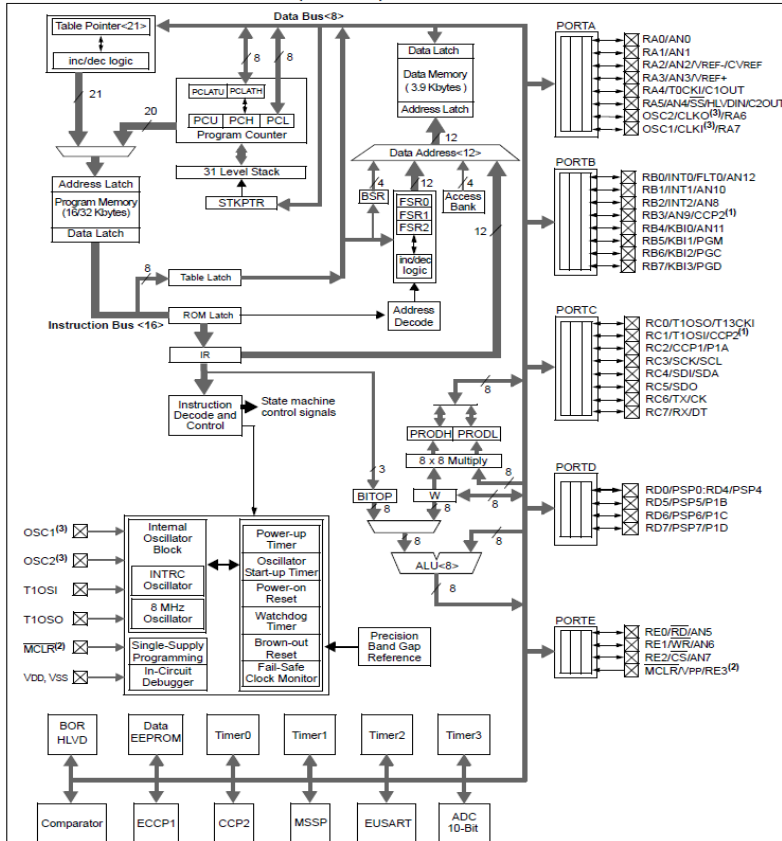 Data Bus<8>
Table Pointer<21>
inc/dec logic
21
20
8
8
PCLATU PCLATH
PCU PCH PCL
Program Counter
31 Level Stack
STKPTR
Address Latch
Program Memory
(16/32 Kbytes)
Data Latch
8
Table Latch
Instruction Bus <16>
ROM Latch
IR
Data Latch
Data Memory
( 3.9 Kbytes )
Address Latch
12
Data Address<12>
4
12
4
BSR
FSR0
FSR1
FSR2
Access
Bank
12
inc/dec
logic
Address
Decode
Instruction
Decode and
Control
State machine
control signals
8
PRODH PRODL
8 x 8 Multiply
3
8
BITOP
W
8
8
8
8
8
8
ALU<8>
8
OSC1(3)
OSC2(3)
T1OSI
T1OSO
MCLR(2)
VDD, VSS
Internal
Oscillator
Block
INTRC
Oscillator
8 MHz
Oscillator
Single-Supply
Programming
In-Circuit
Debugger
Power-up
Timer
Oscillator
Start-up Timer
Power-on
Reset
Watchdog
Timer
Brown-out
Reset
Fail-Safe
Clock Monitor
Precision
Band Gap
Reference
PORTA
RA0/AN0
RA1/AN1
RA2/AN2/VREF-/CVREF
RA3/AN3/VREF+
RA4/T0CKI/C1OUT
RA5/AN4/SS/HLVDIN/C2OUT
OSC2/CLKO(3)/RA6
OSC1/CLKI(3)/RA7
PORTB
RB0/INT0/FLT0/AN12
RB1/INT1/AN10
RB2/INT2/AN8
RB3/AN9/CCP2(1)
RB4/KBI0/AN11
RB5/KBI1/PGM
RB6/KBI2/PGC
RB7/KBI3/PGD
PORTC
RC0/T1OSO/T13CKI
RC1/T1OSI/CCP2(1)
RC2/CCP1/P1A
RC3/SCK/SCL
RC4/SDI/SDA
RC5/SDO
RC6/TX/CK
RC7/RX/DT
PORTD
RD0/PSP0:RD4/PSP4
RD5/PSP5/P1B
RD6/PSP6/P1C
RD7/PSP7/P1D
PORTE
RE0/RD/AN5
RE1/WR/AN6
RE2/CS/AN7
MCLR/VPP/RE3(2)
BOR
HLVD
Data
EEPROM
Timer0
Timer1
Timer2
Timer3
Comparator
ECCP1
CCP2
MSSP
EUSART
ADC
10-Bit